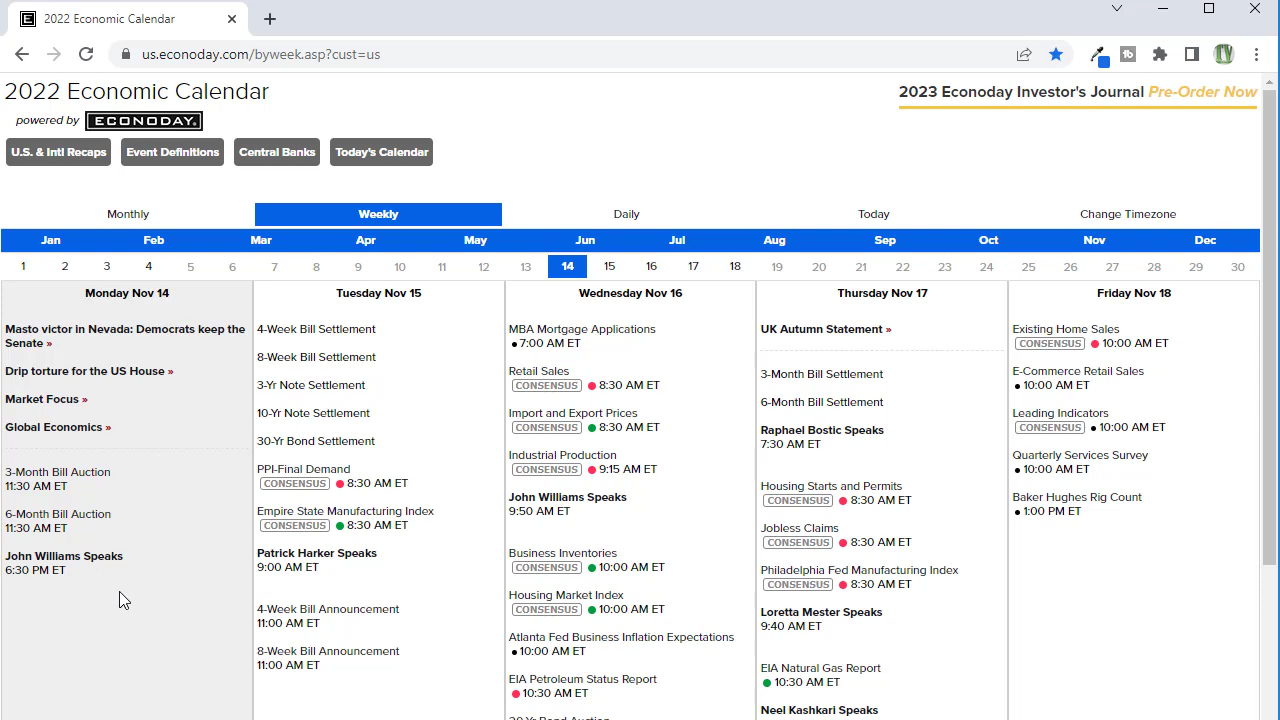 2022 Economic Calendar
us.econoday.com/byweek.asp?cust=us
2022 Economic Calendar
2023 Econoday Investor's Journal Pre-Order Now
powered by ECONODAY
U.S. & Intl Recaps Event Definitions Central Banks Today's Calendar
Monthly Weekly Daily Today Change Timezone
Jan Feb Mar Apr May Jun Jul Aug Sep Oct Nov Dec
1 2 3 4 5 6 7 8 9 10 11 12 13 14 15 16 17 18 19 20 21 22 23 24 25 26 27 28 29 30
Monday Nov 14
Masto victor in Nevada: Democrats keep the
Senate »
Drip torture for the US House »
Market Focus »
Global Economics »
3-Month Bill Auction
11:30 AM ET
6-Month Bill Auction
11:30 AM ET
John Williams Speaks
6:30 PM ET
Tuesday Nov 15
4-Week Bill Settlement
8-Week Bill Settlement
3-Yr Note Settlement
10-Yr Note Settlement
30-Yr Bond Settlement
PPI-Final Demand
CONSENSUS 8:30 AM ET
Empire State Manufacturing Index
CONSENSUS 8:30 AM ET
Patrick Harker Speaks
9:00 AM ET
4-Week Bill Announcement
11:00 AM ET
8-Week Bill Announcement
11:00 AM ET
Wednesday Nov 16
MBA Mortgage Applications
7:00 AM ET
Retail Sales
CONSENSUS 8:30 AM ET
Import and Export Prices
CONSENSUS 8:30 AM ET
Industrial Production
CONSENSUS 9:15 AM ET
John Williams Speaks
9:50 AM ET
Business Inventories
CONSENSUS 10:00 AM ET
Housing Market Index
CONSENSUS 10:00 AM ET
Atlanta Fed Business Inflation Expectations
10:00 AM ET
EIA Petroleum Status Report
10:30 AM ET
20-Yr Bond Auction
Thursday Nov 17
UK Autumn Statement »
3-Month Bill Settlement
6-Month Bill Settlement
Raphael Bostic Speaks
7:30 AM ET
Housing Starts and Permits
CONSENSUS 8:30 AM ET
Jobless Claims
CONSENSUS 8:30 AM ET
Philadelphia Fed Manufacturing Index
CONSENSUS 8:30 AM ET
Loretta Mester Speaks
9:40 AM ET
EIA Natural Gas Report
10:30 AM ET
Neel Kashkari Speaks
Friday Nov 18
Existing Home Sales
CONSENSUS 10:00 AM ET
E-Commerce Retail Sales
10:00 AM ET
Leading Indicators
CONSENSUS 10:00 AM ET
Quarterly Services Survey
10:00 AM ET
Baker Hughes Rig Count
1:00 PM ET